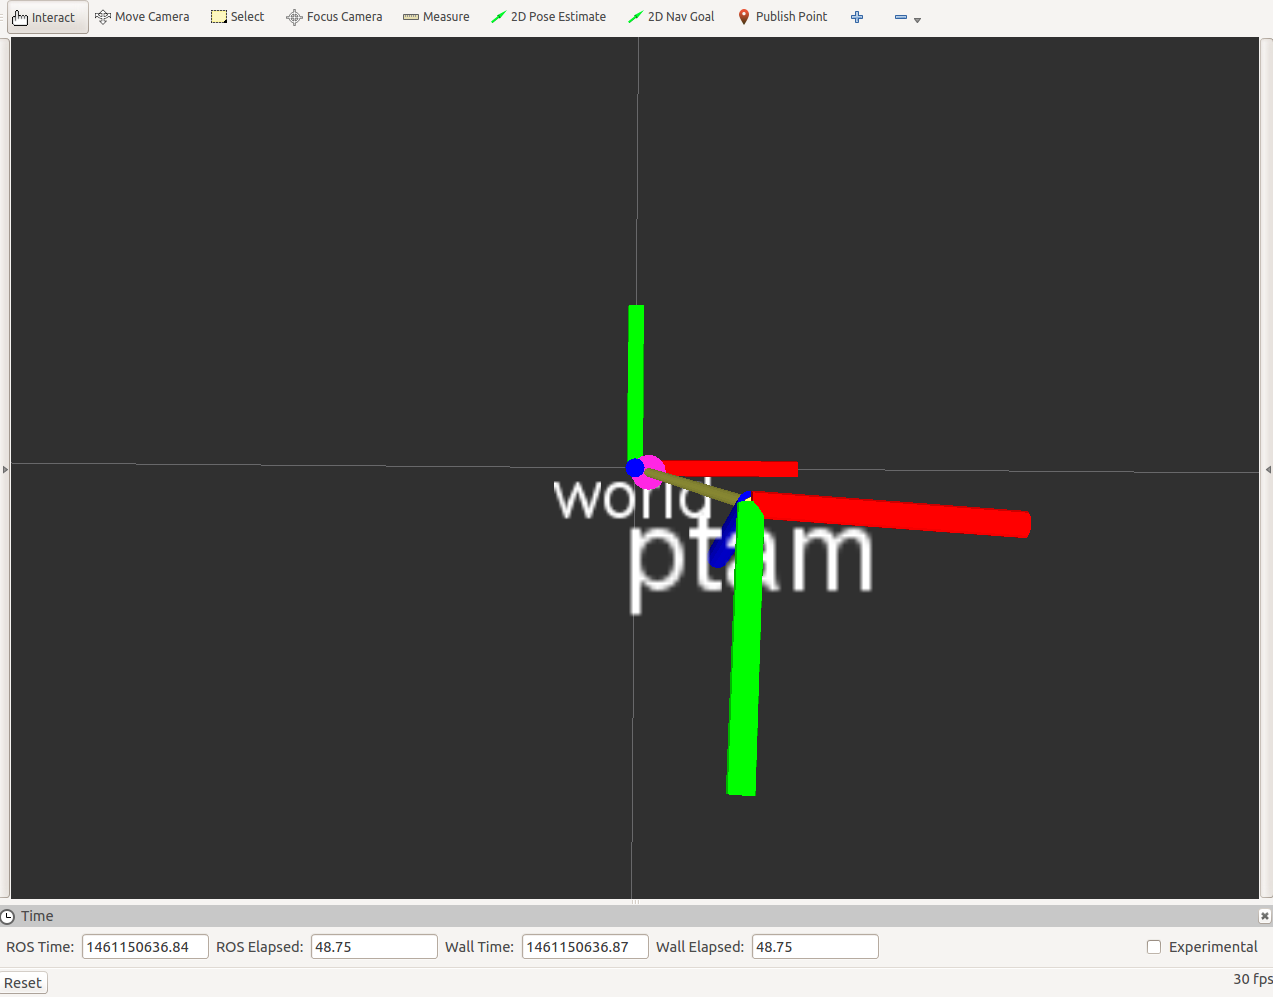 Interact Move Camera Select Focus Camera Measure 2D Pose Estimate 2D Nav Goal Publish Point
world
ptam
Time
ROS Time: 1461150636.84 ROS Elapsed: 48.75 Wall Time: 1461150636.87 Wall Elapsed: 48.75 Experimental
Reset 30 fps